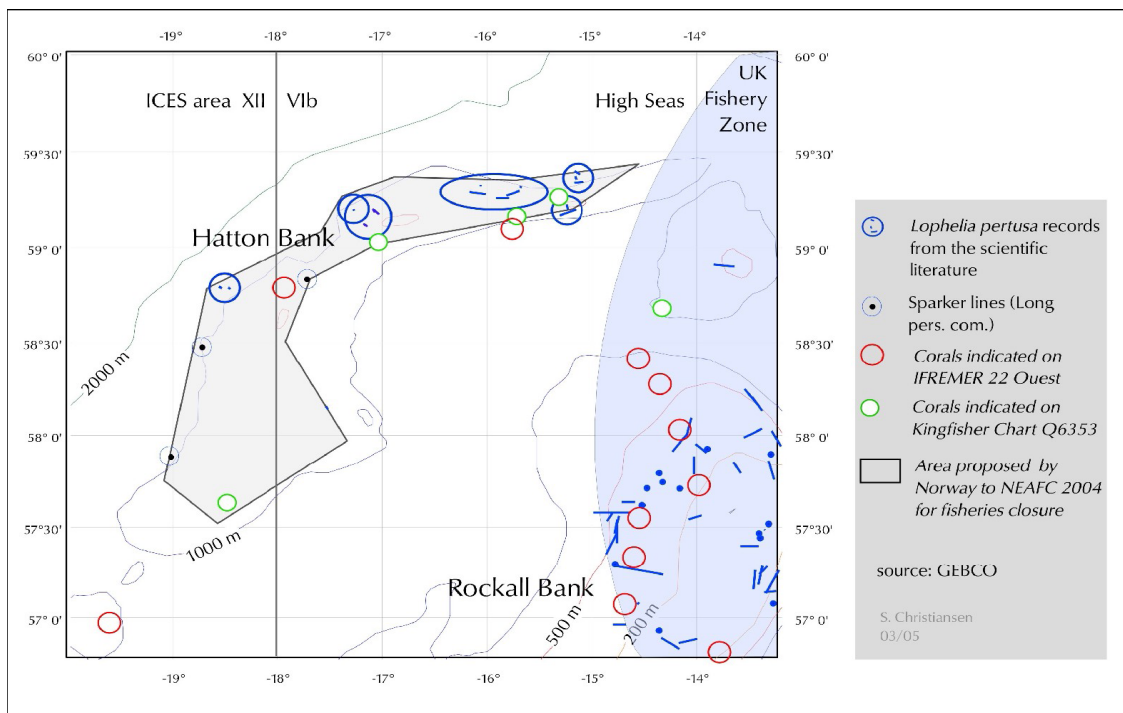 -19° -18° -17° -16° -15° -14°
60° 0' 60° 0'
UK
ICES area XII VIb High Seas Fishery
Zone
59°30' 59°30'
59° 0' 59° 0'
Hatton Bank
58°30' 58°30'
2000 m
58° 0' 58° 0'
57°30' 57°30'
1000 m
Rockall Bank
500 m
200 m
57° 0' 57° 0'
-19° -18° -17° -16° -15° -14°
Lophelia pertusa records
from the scientific
literature
Sparker lines (Long
pers. com.)
Corals indicated on
IFREMER 22 Ouest
Corals indicated on
Kingfisher Chart Q6353
Area proposed by
Norway to NEAFC 2004
for fisheries closure
source: GEBCO
S. Christiansen
03/05